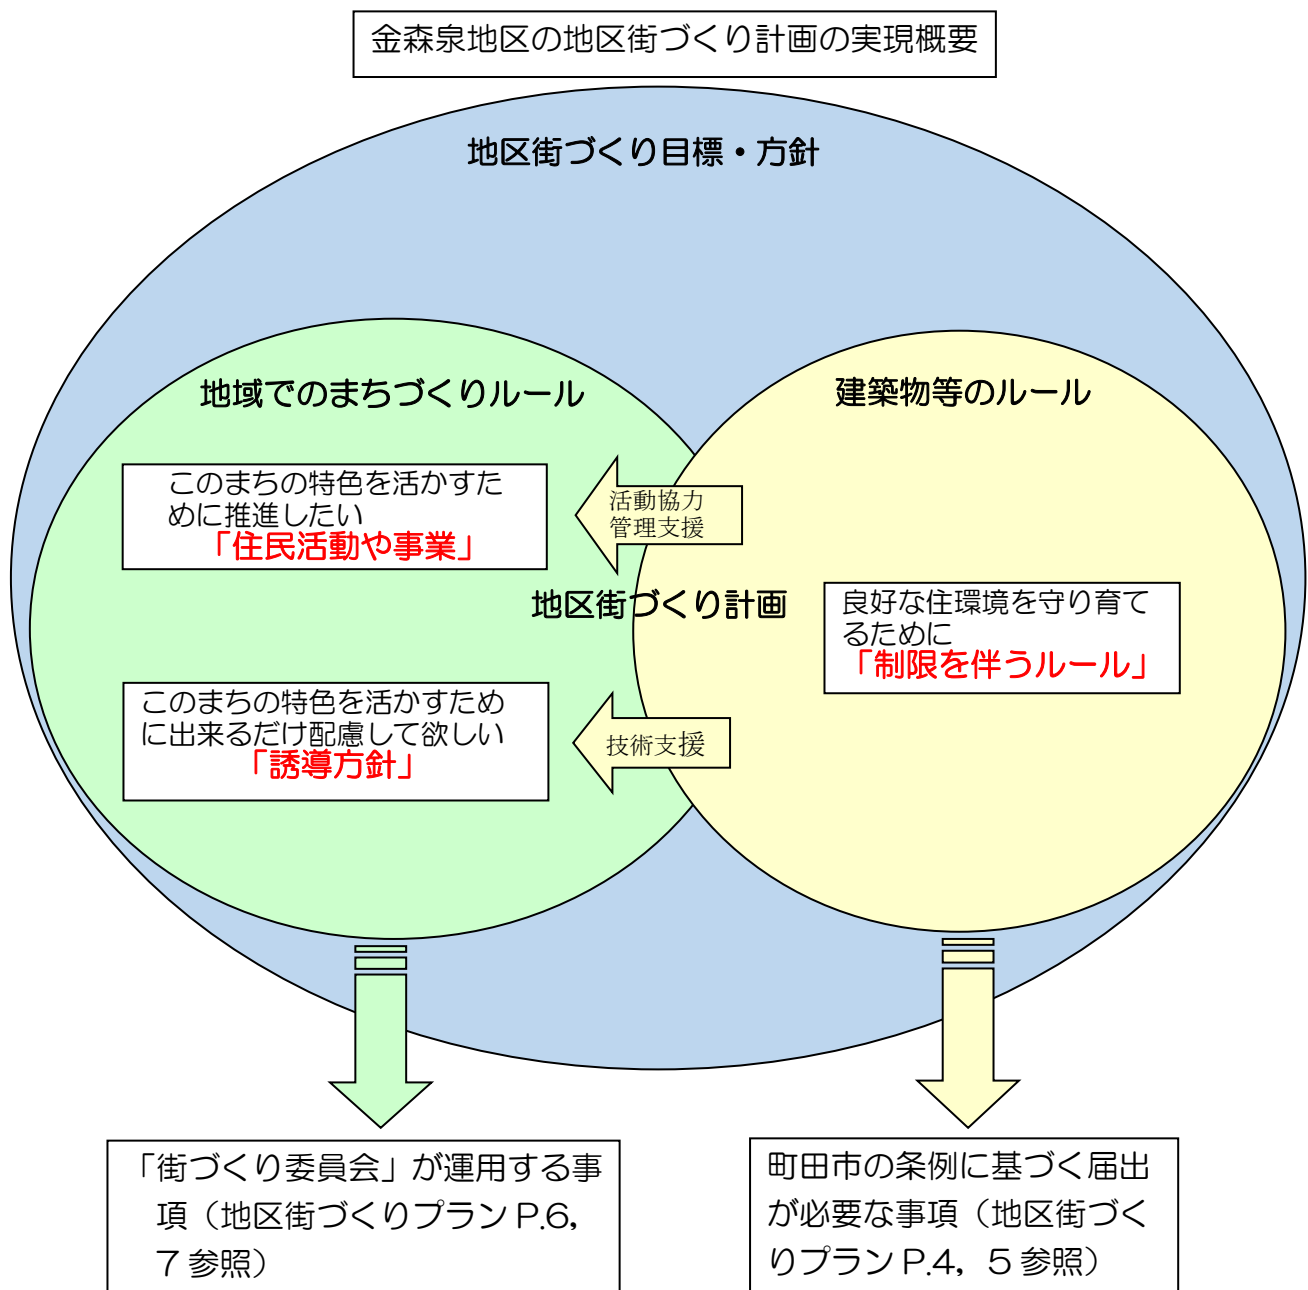 金森泉地区の地区街づくり計画の実現概要
地区街づくり目標・方針
地域でのまちづくりルール
建築物等のルール
このまちの特色を活かすた
めに推進したい
「住民活動や事業」
活動協力
管理支援
地区街づくり計画
良好な住環境を守り育て
るために
「制限を伴うルール」
このまちの特色を活かすため
に出来るだけ配慮して欲しい
「誘導方針」
技術支援
「街づくり委員会」が運用する事
項（地区街づくりプランP.6，
７参照）
町田市の条例に基づく届出
が必要な事項（地区街づく
りプランP.4，５参照）